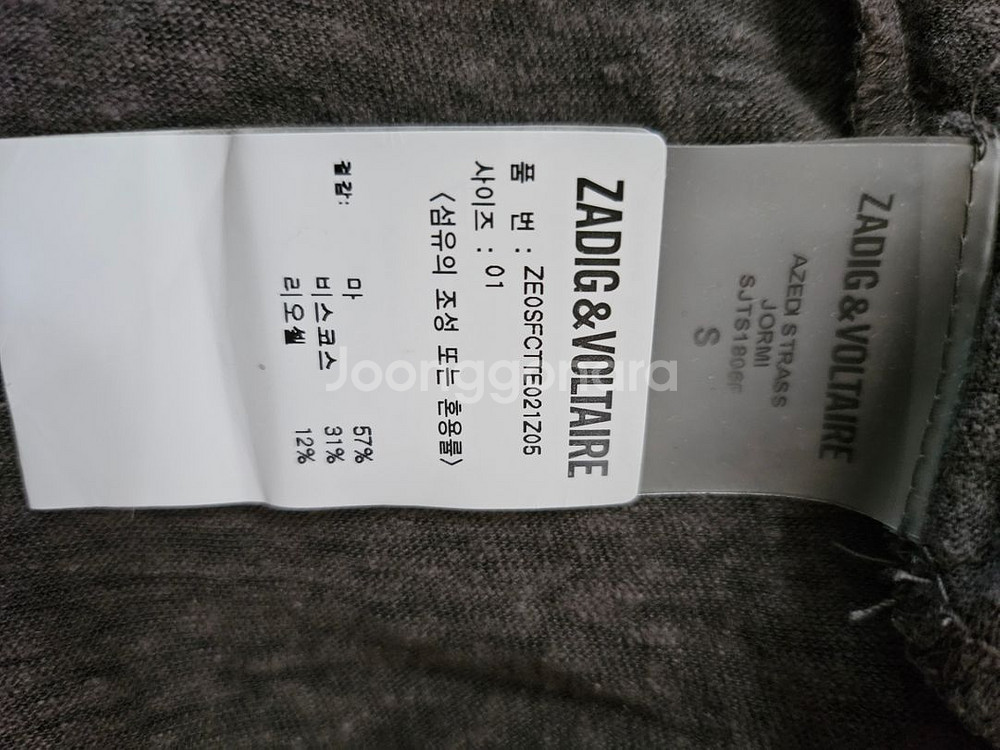 ZADIG&VOLTAIRE
AZEDI STRASS
JORMI
SJTS1806F
S
ZADIG&VOLTAIRE
품 번 : ZE0SFCTTE021Z05
사이즈 : 01
<섬유의 조성 또는 혼용률>
겉감: 마 57%
비스코스 31%
리오셀 12%
Joonggonara